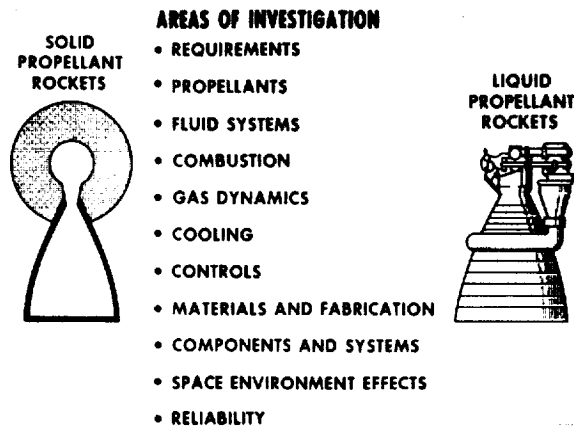 AREAS OF INVESTIGATION
SOLID
PROPELLANT
ROCKETS
• REQUIREMENTS
• PROPELLANTS
• FLUID SYSTEMS
• COMBUSTION
• GAS DYNAMICS
• COOLING
• CONTROLS
• MATERIALS AND FABRICATION
• COMPONENTS AND SYSTEMS
• SPACE ENVIRONMENT EFFECTS
• RELIABILITY
LIQUID
PROPELLANT
ROCKETS